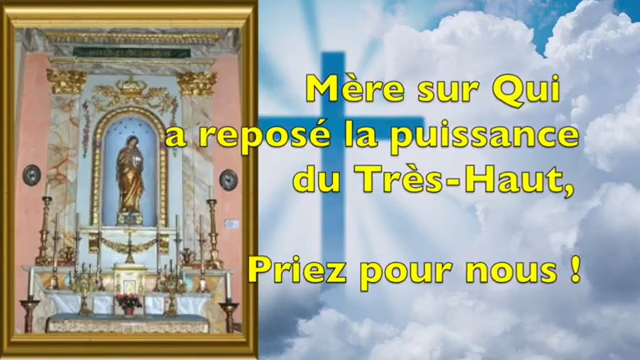 Mère sur Qui
a reposé la puissance
du Très-Haut,
Priez pour nous !